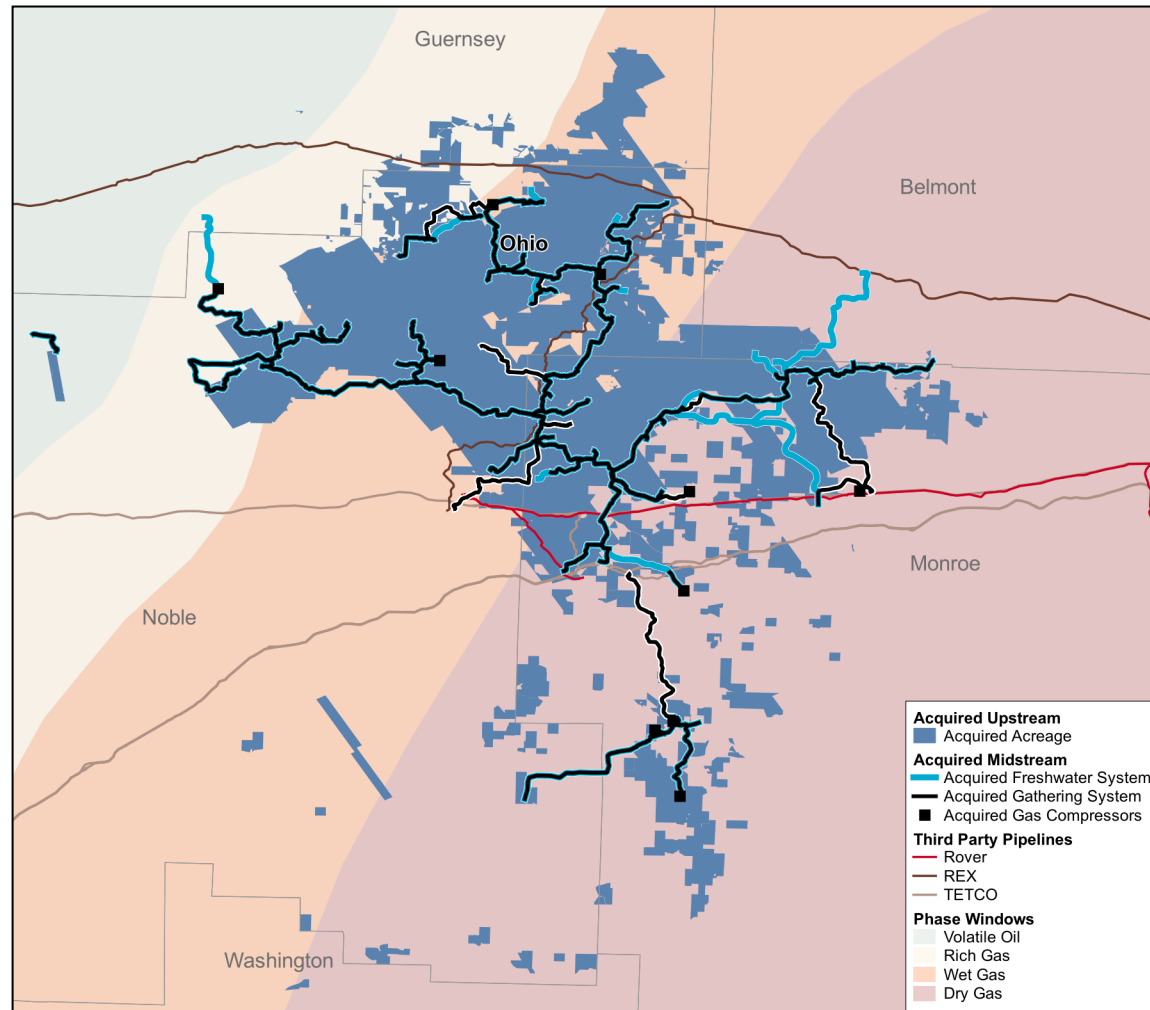 Guernsey
Belmont
Ohio
Monroe
Noble
Washington
Acquired Upstream
Acquired Acreage
Acquired Midstream
Acquired Freshwater System
Acquired Gathering System
Acquired Gas Compressors
Third Party Pipelines
Rover
REX
TETCO
Phase Windows
Volatile Oil
Rich Gas
Wet Gas
Dry Gas